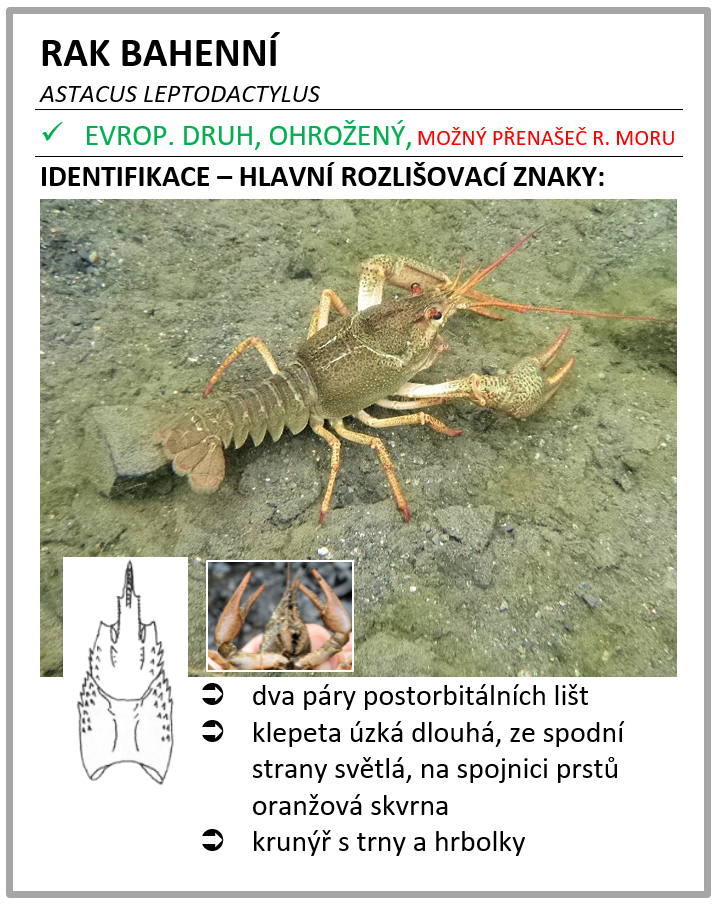 RAK BAHENNÍ
ASTACUS LEPTODACTYLUS
✓ EVROP. DRUH, OHROŽENÝ, MOŽNÝ PŘENAŠEČ R. MORU
IDENTIFIKACE – HLAVNÍ ROZLIŠOVACÍ ZNAKY:
➲ dva páry postorbitálních lišt
➲ klepeta úzká dlouhá, ze spodní
strany světlá, na spojnici prstů
oranžová skvrna
➲ krunýř s trny a hrbolky